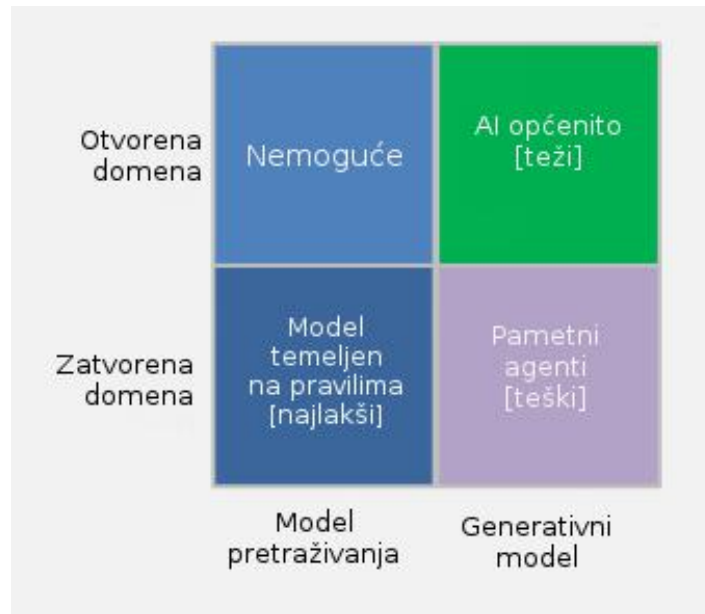 Otvorena
domena
Nemoguće
AI općenito
[teži]
Zatvorena
domena
Model
temeljen
na pravilima
[najlakši]
Pametni
agenti
[teški]
Model
pretraživanja
Generativni
model